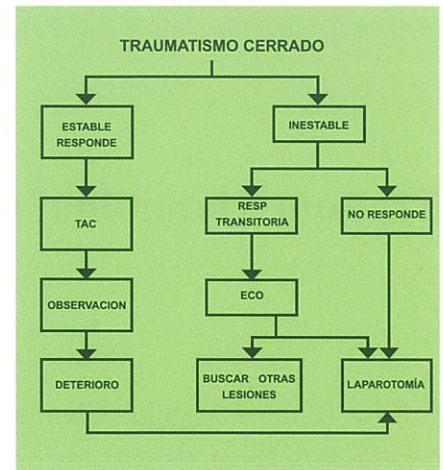 TRAUMATISMO CERRADO
ESTABLE
RESPONDE
INESTABLE
TAC
RESP
TRANSITORIA
NO RESPONDE
OBSERVACION
ECO
DETERIORO
BUSCAR OTRAS
LESIONES
LAPAROTOMÍA